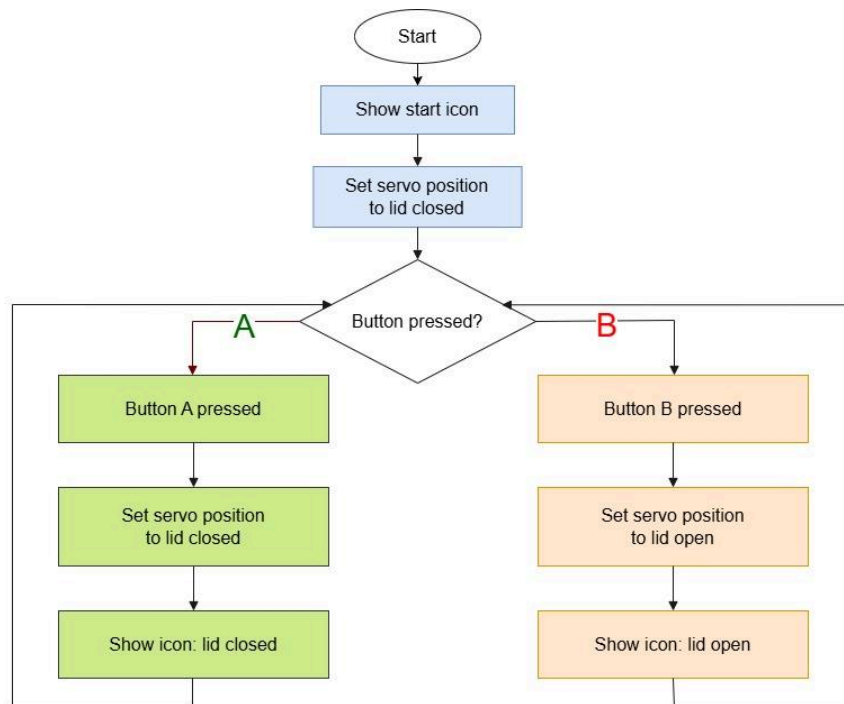 Start
Show start icon
Set servo position
to lid closed
Button pressed?
A
B
Button A pressed
Button B pressed
Set servo position
to lid closed
Set servo position
to lid open
Show icon: lid closed
Show icon: lid open